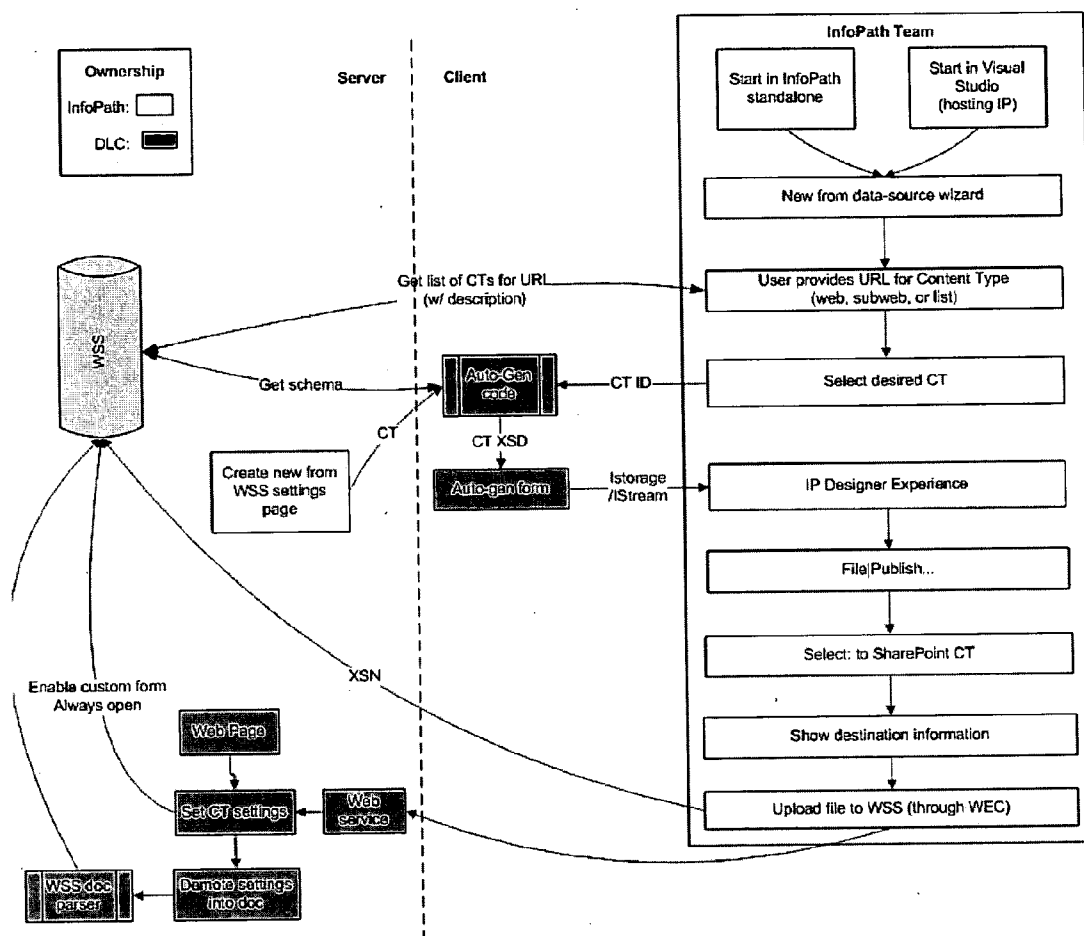 InfoPath Team
Ownership
InfoPath:
DLC:
Server
Client
Start in InfoPath
standalone
Start in Visual
Studio
(hosting IP)
New from data-source wizard
Get list of CTs for URL
(w/ description)
User provides URL for Content Type
(web, subweb, or list)
WSS
Get schema
Auto-Gen
code
CT ID
Select desired CT
CT
CT XSD
Create new from
WSS settings
page
Auto-gen form
Istorage
/IStream
IP Designer Experience
File|Publish...
Select: to SharePoint CT
Enable custom form
Always open
XSN
Web Page
Show destination information
Set CT settings
Web
service
Upload file to WSS (through WEC)
WSS doc
parser
Demote settings
into doc